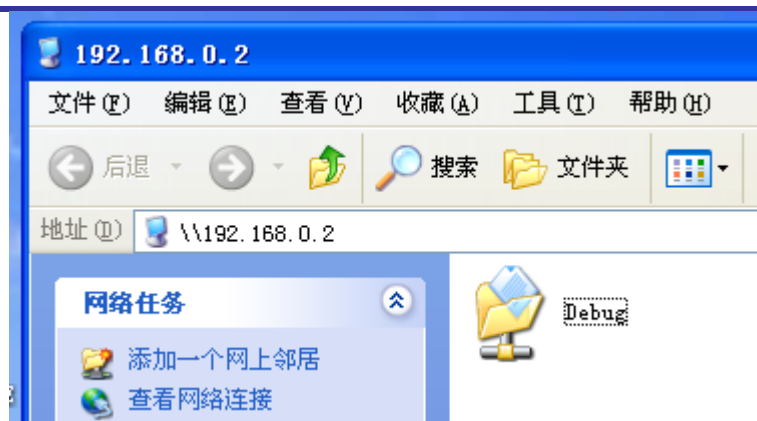 192.168.0.2
文件(F) 编辑(E) 查看(V) 收藏(A) 工具(T) 帮助(H)
后退 搜索 文件夹
地址(D) \\192.168.0.2
网络任务
Debug
添加一个网上邻居
查看网络连接